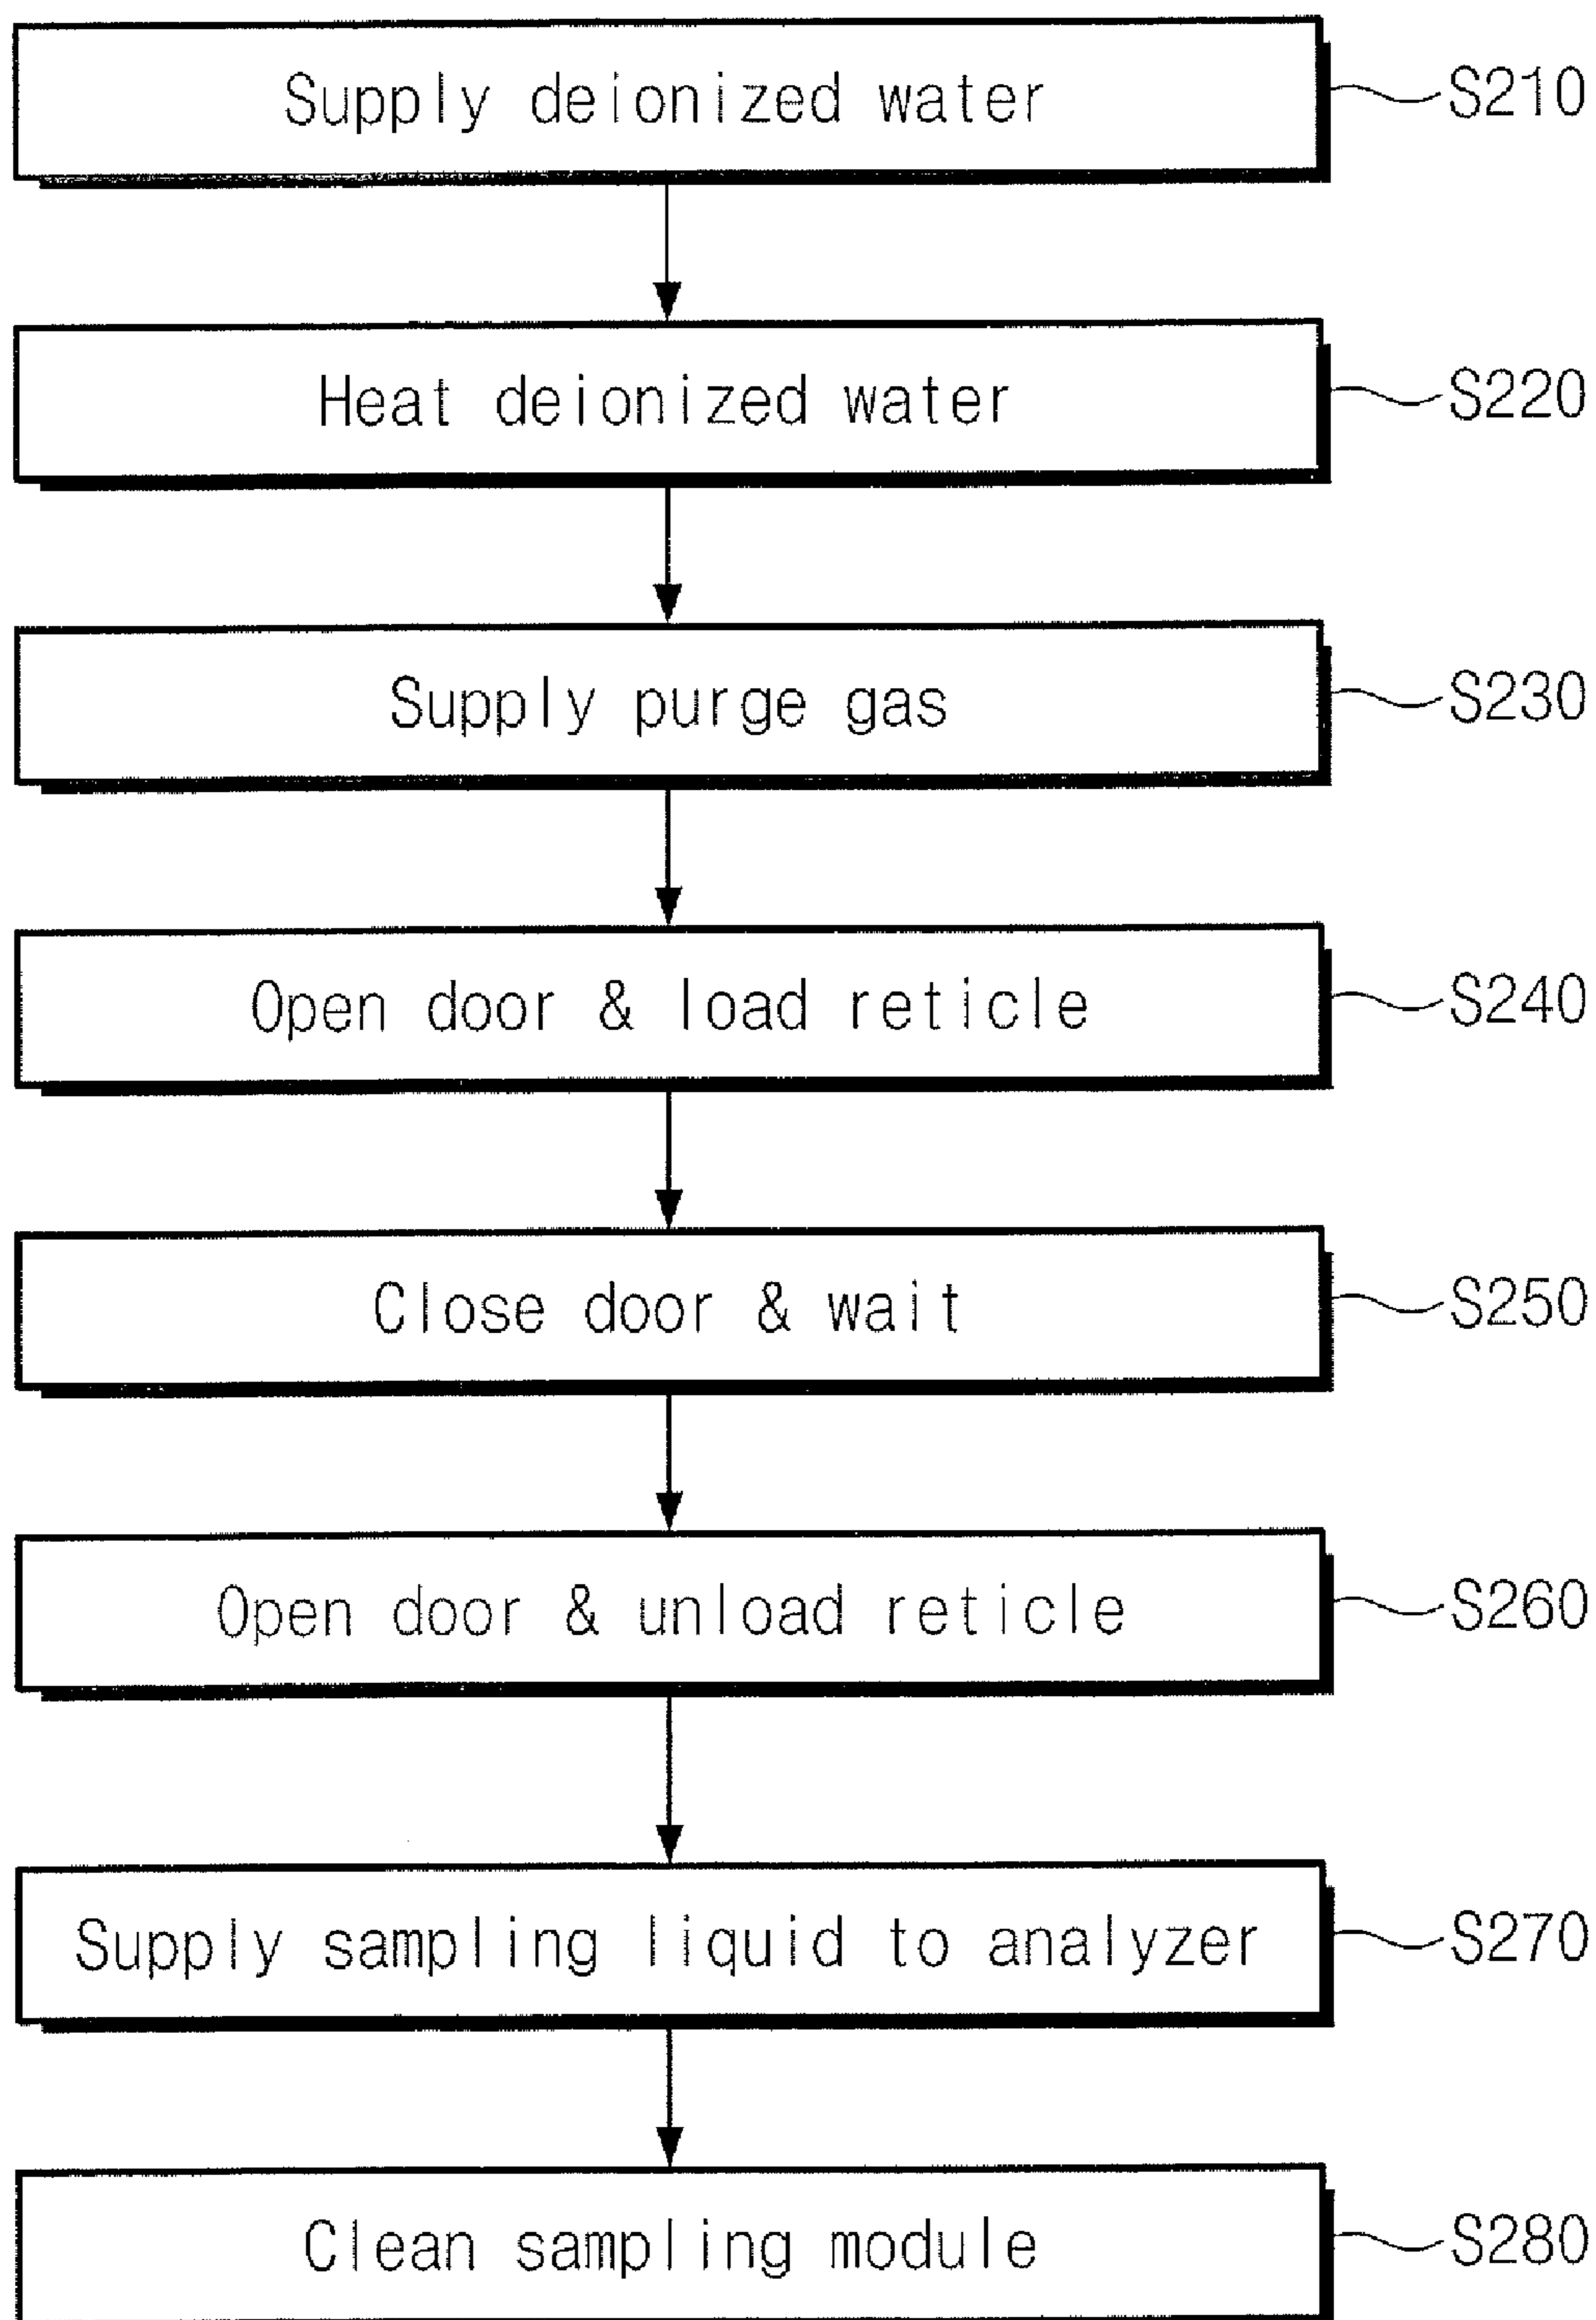 Supply deionized water S210
Heat deionized water S220
Supply purge gas S230
Open door & load reticle S240
Close door & wait S250
Open door & unload reticle S260
Supply sampling liquid to analyzer S270
Clean sampling module S280